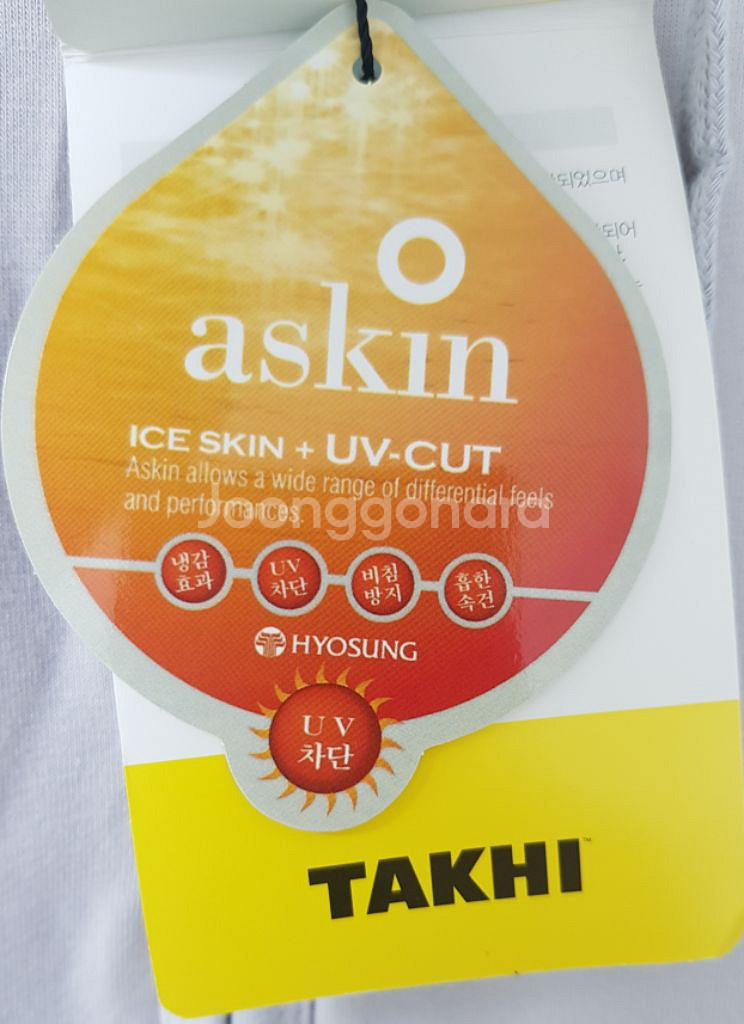 되었으며
되어
askin
ICE SKIN + UV-CUT
Askin allows a wide range of differential feels
and performances.
Joonggonara
냉감
효과
UV
차단
비침
방지
흡한
속건
HYOSUNG
UV
차단
TAKHI™